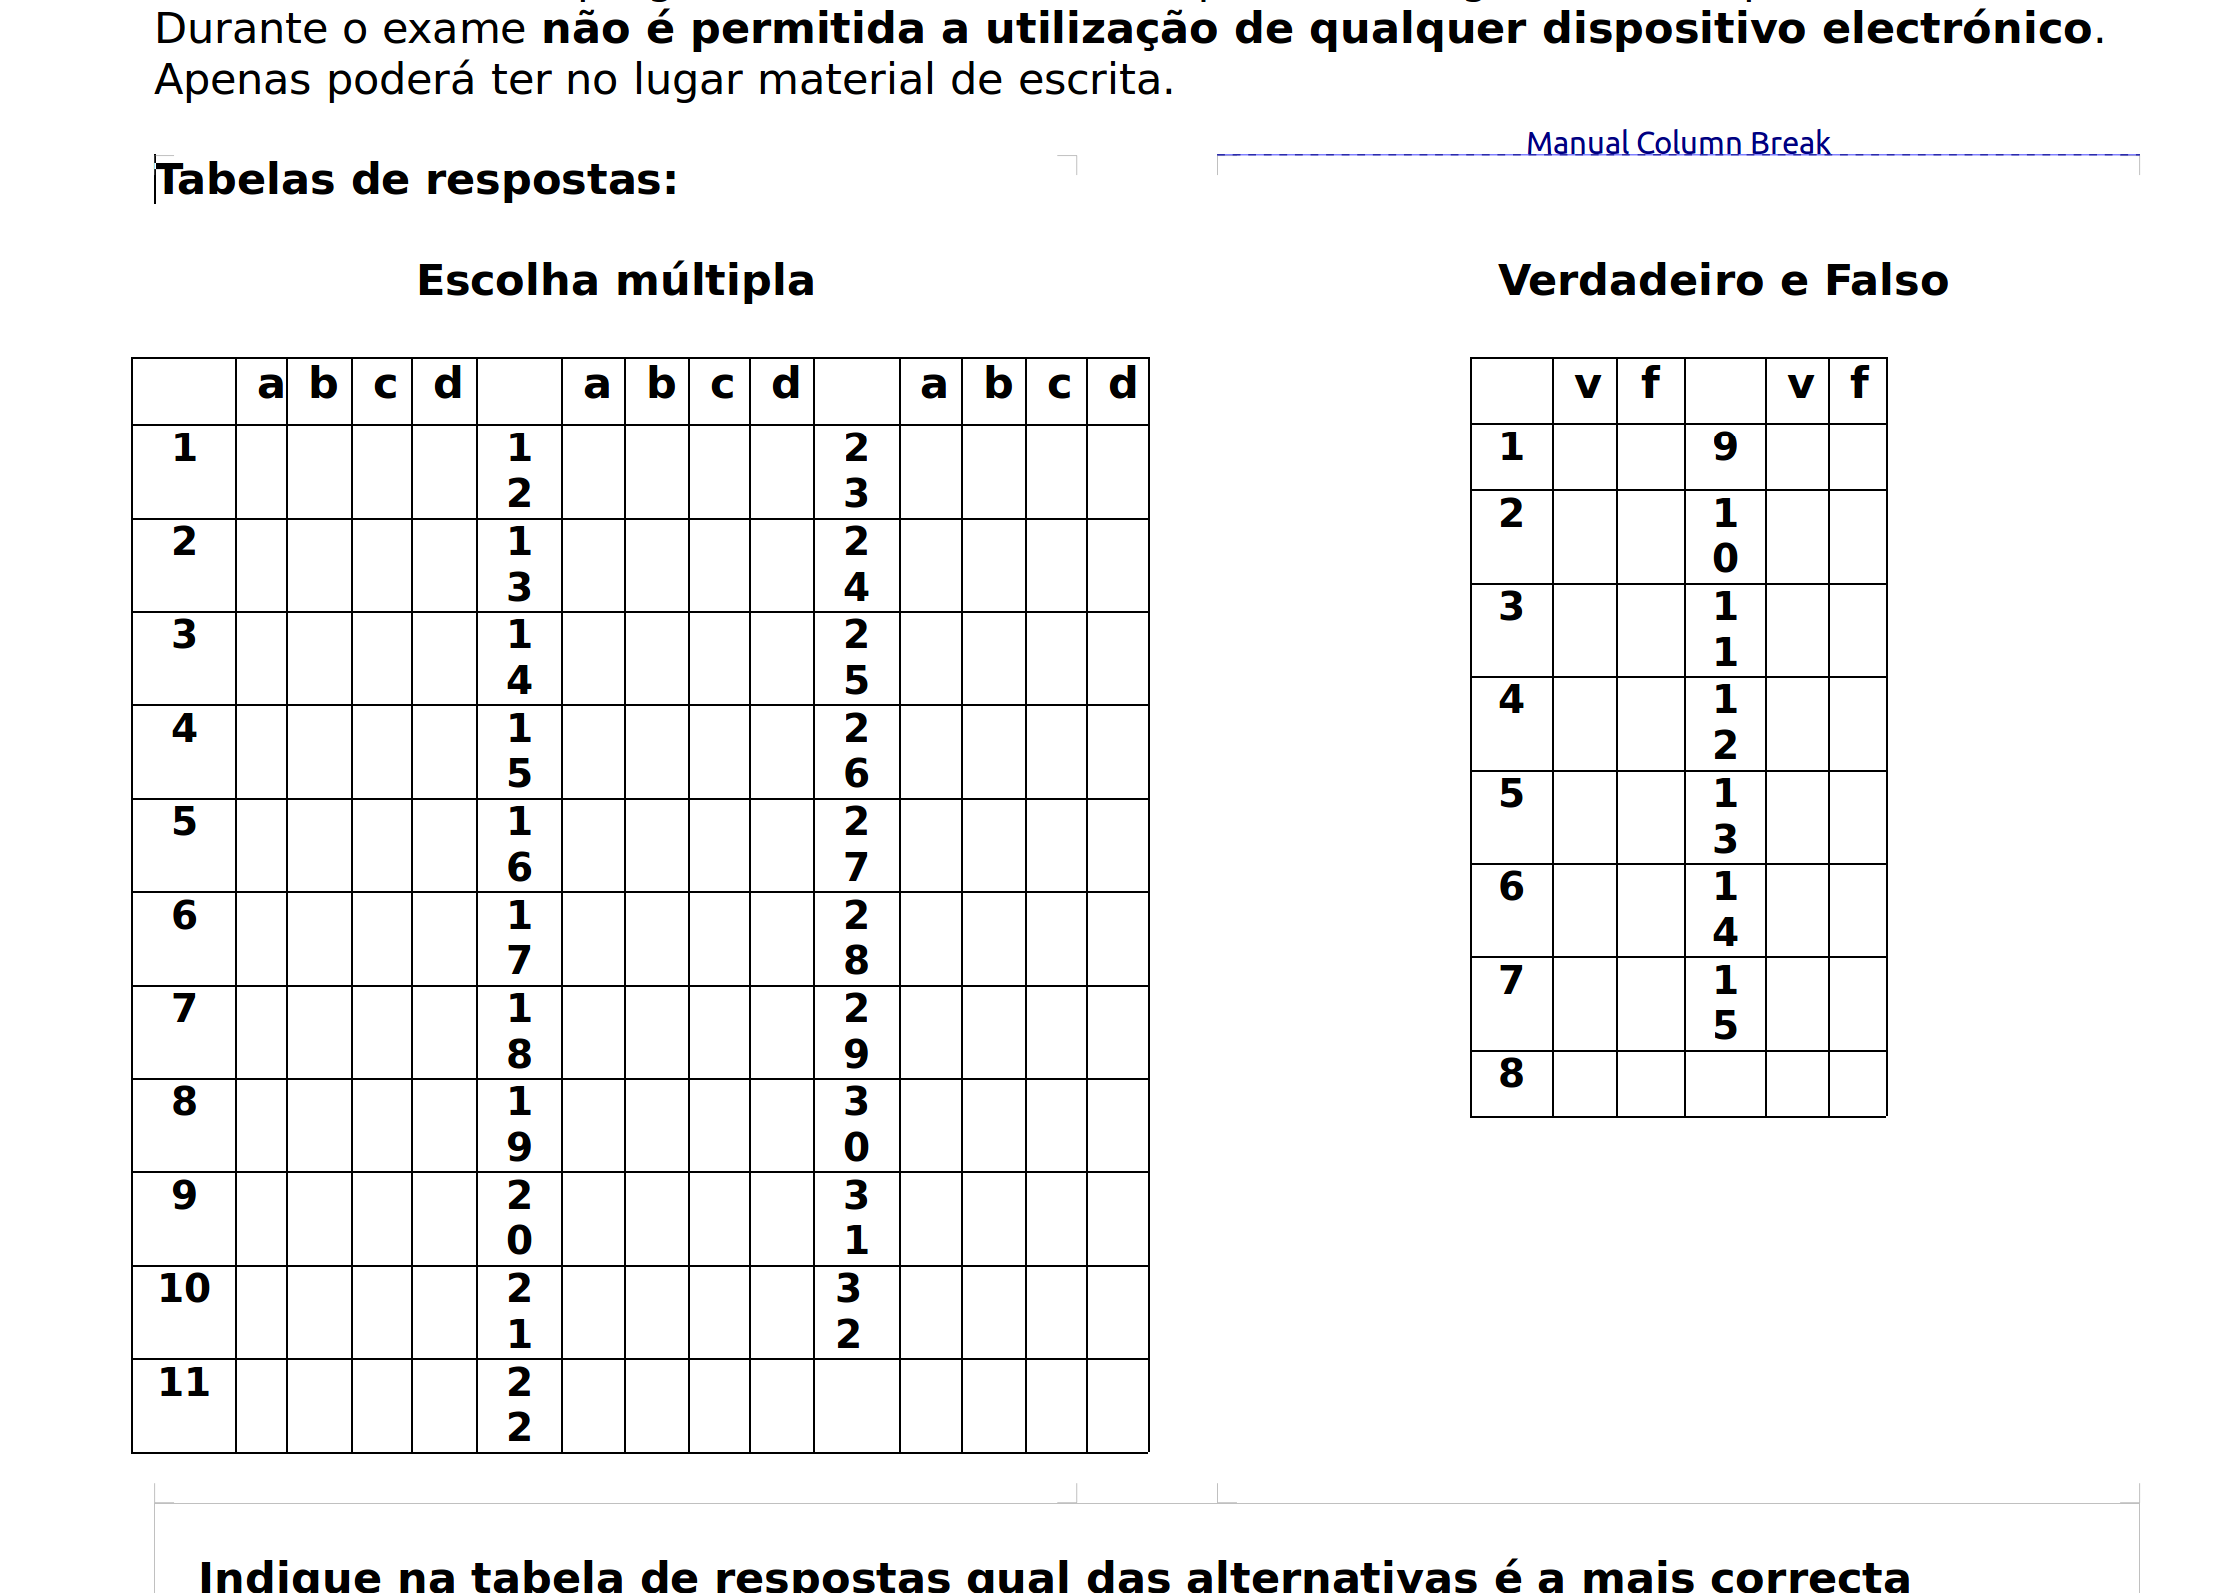 Durante o exame não é permitida a utilização de qualquer dispositivo electrónico.
Apenas poderá ter no lugar material de escrita.
Manual Column Break
Tabelas de respostas:
Escolha múltipla
a b c d a b c d a b c d
1 12 23
2 13 24
3 14 25
4 15 26
5 16 27
6 17 28
7 18 29
8 19 30
9 20 31
10 21 32
11 22
Verdadeiro e Falso
v f v f
1 9
2 10
3 11
4 12
5 13
6 14
7 15
8
Indique na tabela de respostas qual das alternativas é a mais correcta